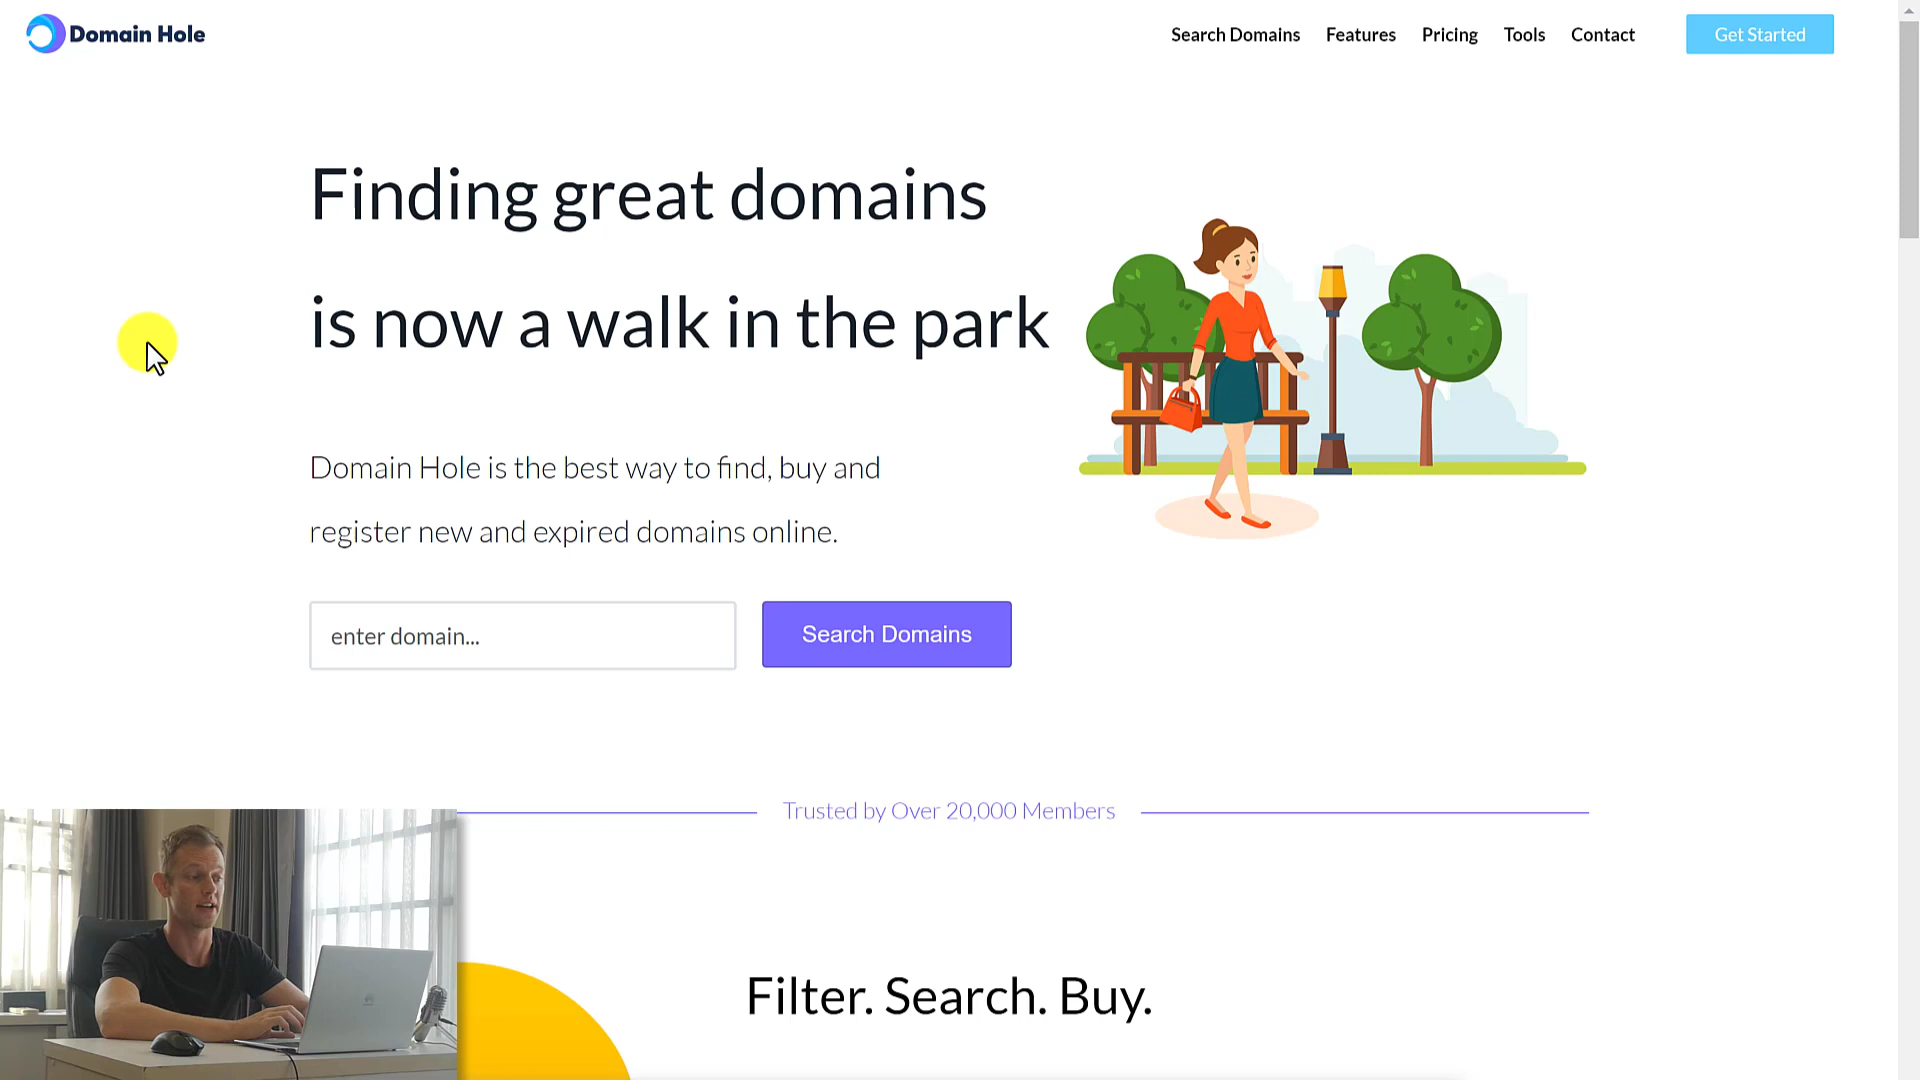 Domain Hole
Search Domains
Features
Pricing
Tools
Contact
Get Started
Finding great domains
is now a walk in the park
Domain Hole is the best way to find, buy and
register new and expired domains online.
enter domain...
Search Domains
Trusted by Over 20,000 Members
Filter. Search. Buy.